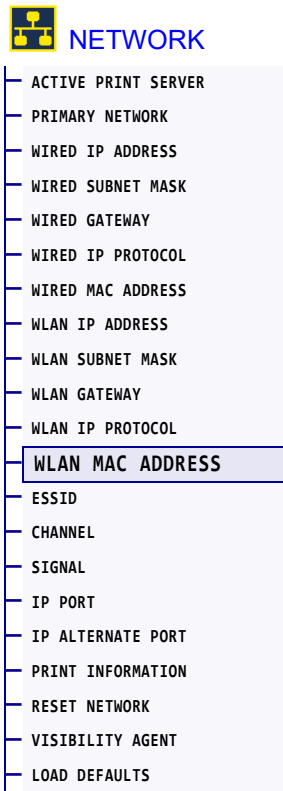 NETWORK
ACTIVE PRINT SERVER
PRIMARY NETWORK
WIRED IP ADDRESS
WIRED SUBNET MASK
WIRED GATEWAY
WIRED IP PROTOCOL
WIRED MAC ADDRESS
WLAN IP ADDRESS
WLAN SUBNET MASK
WLAN GATEWAY
WLAN IP PROTOCOL
WLAN MAC ADDRESS
ESSID
CHANNEL
SIGNAL
IP PORT
IP ALTERNATE PORT
PRINT INFORMATION
RESET NETWORK
VISIBILITY AGENT
LOAD DEFAULTS